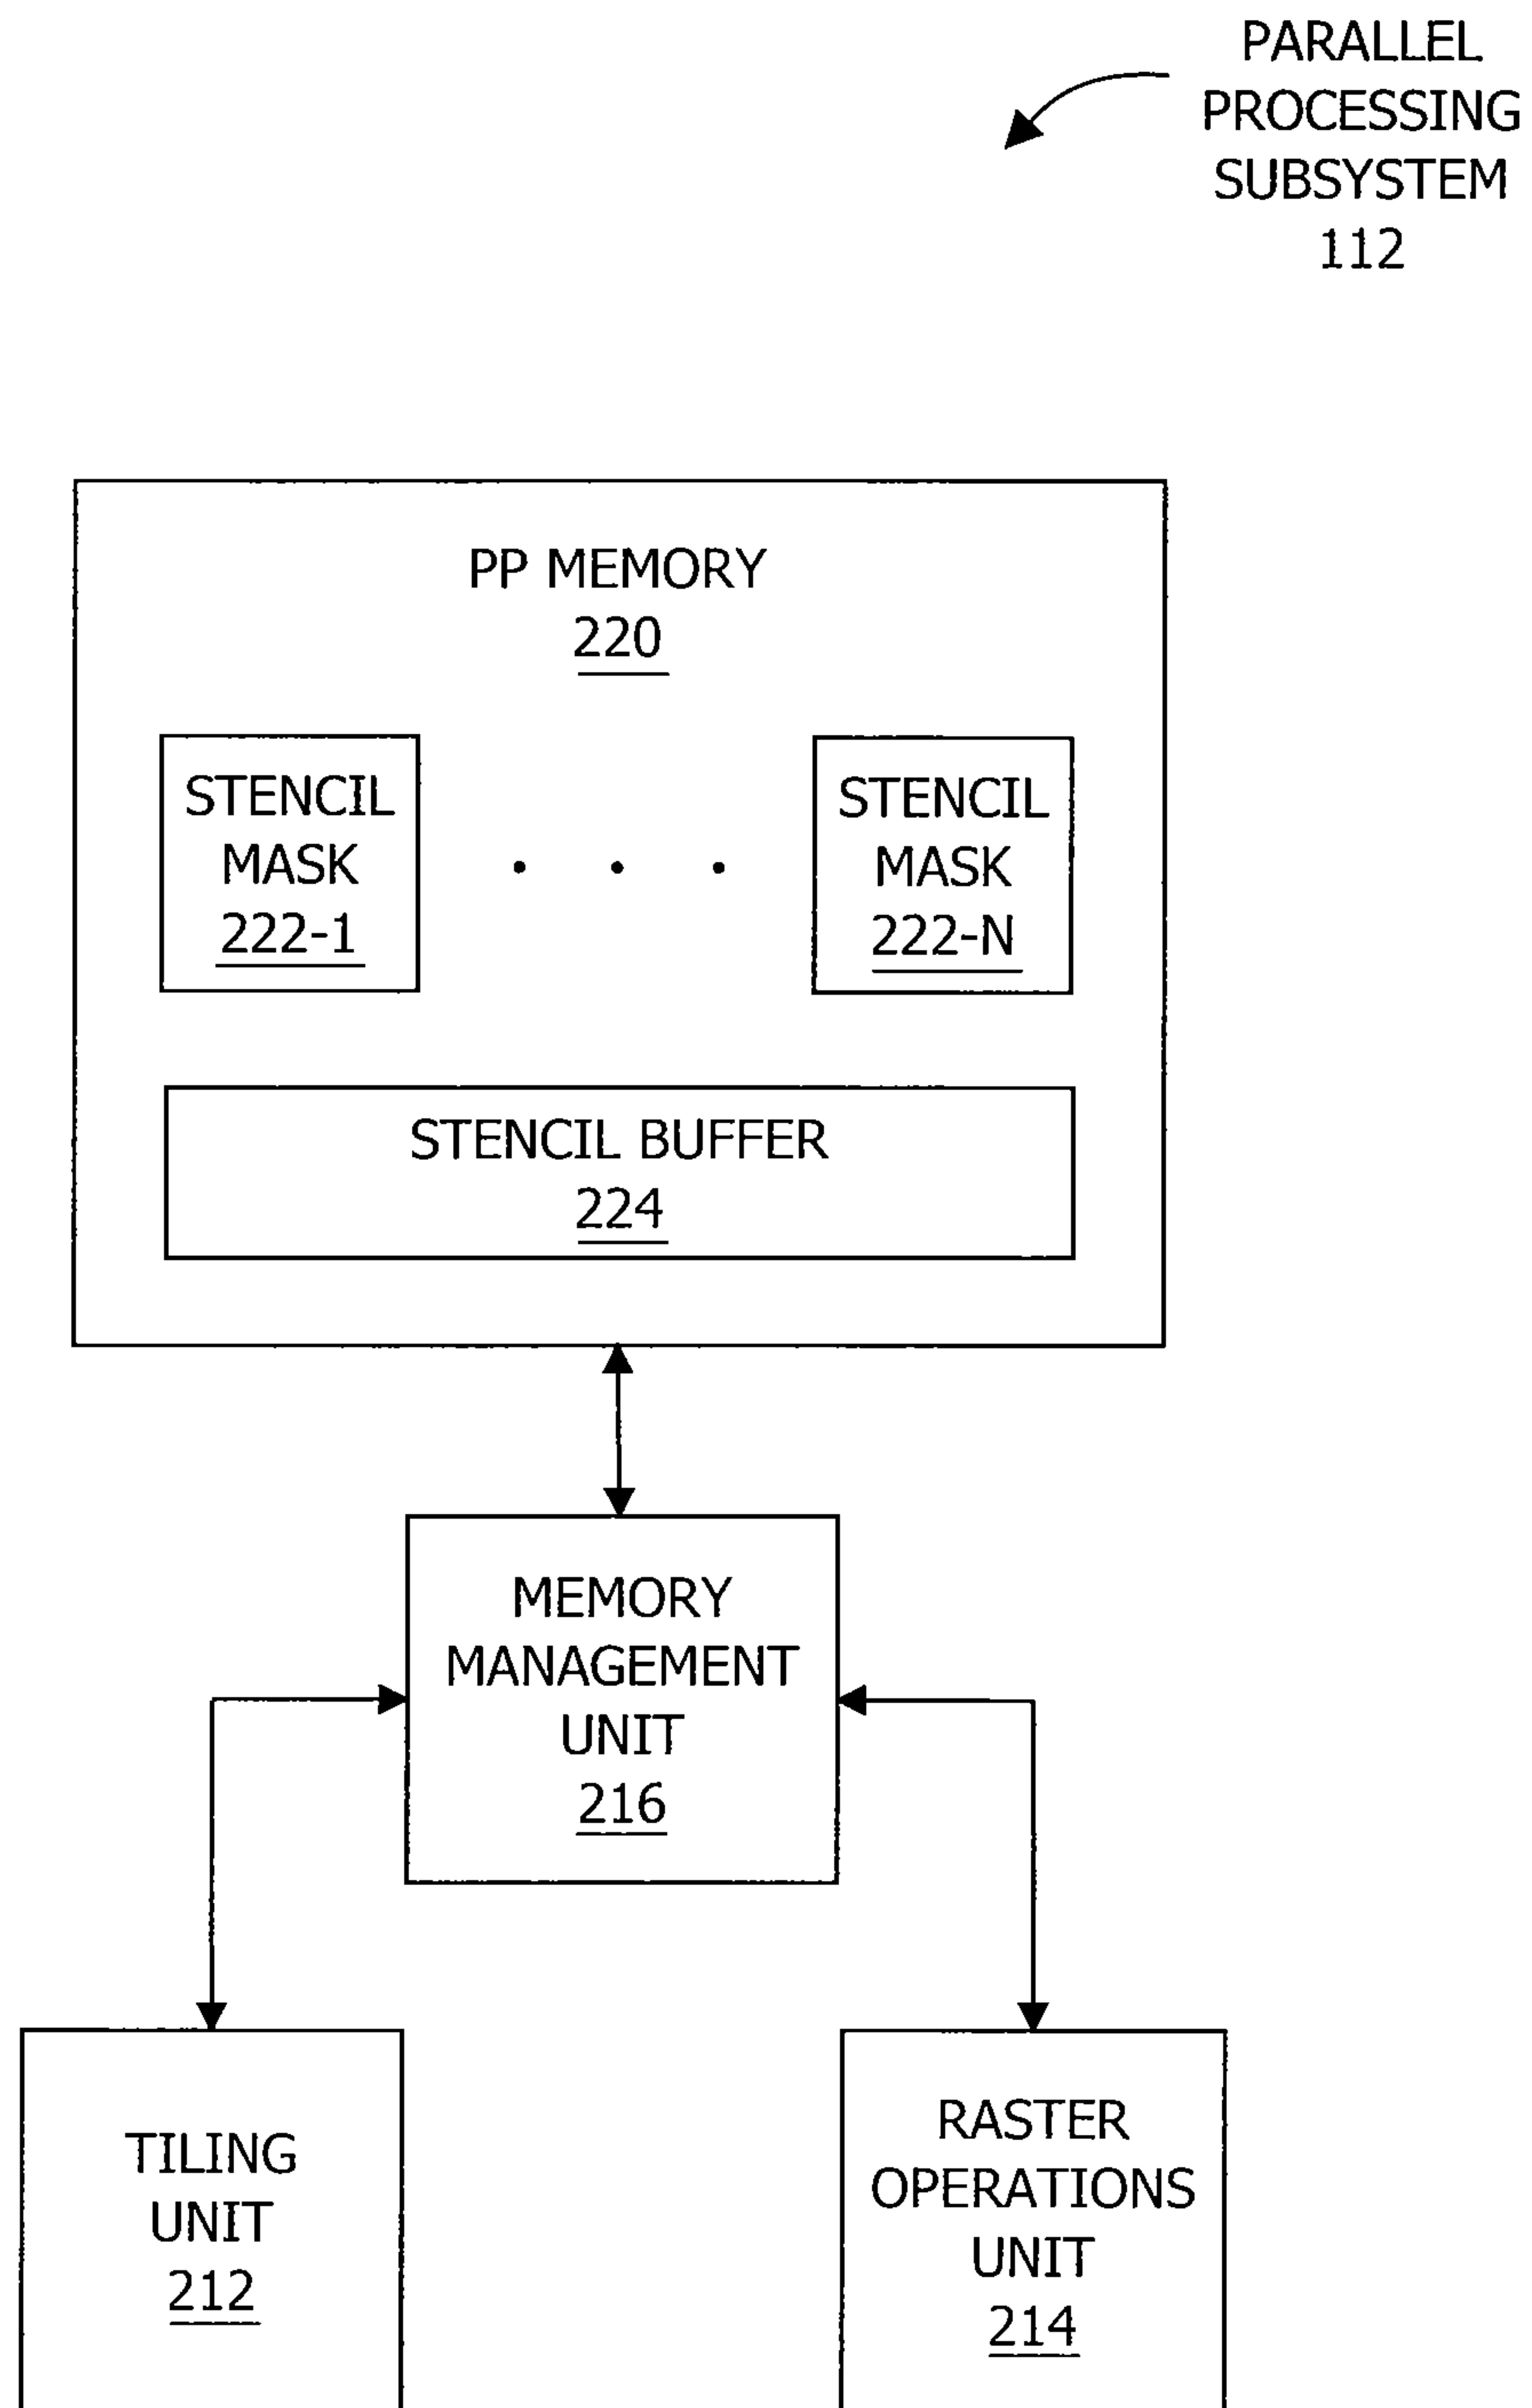 PARALLEL
PROCESSING
SUBSYSTEM
112
PP MEMORY
220
STENCIL
MASK
222-1
STENCIL
MASK
222-N
STENCIL BUFFER
224
MEMORY
MANAGEMENT
UNIT
216
TILING
UNIT
212
RASTER
OPERATIONS
UNIT
214